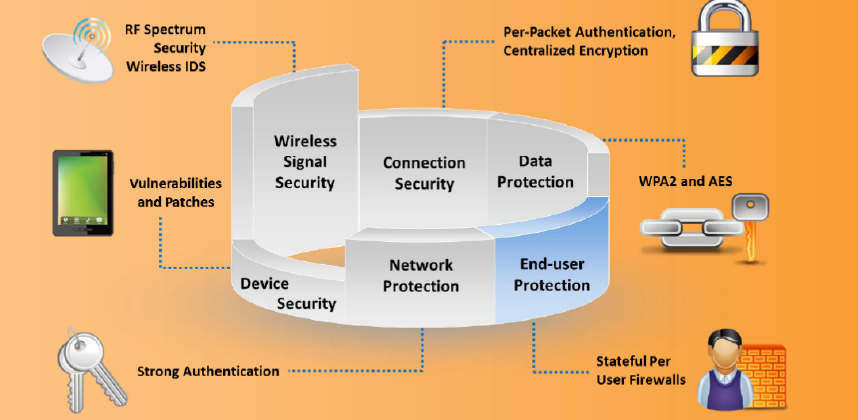 RF Spectrum
Security
Wireless IDS
Per-Packet Authentication,
Centralized Encryption
Wireless
Signal
Security
Connection
Security
Data
Protection
Vulnerabilities
and Patches
WPA2 and AES
Device
Security
Network
Protection
End-user
Protection
Strong Authentication
Stateful Per
User Firewalls